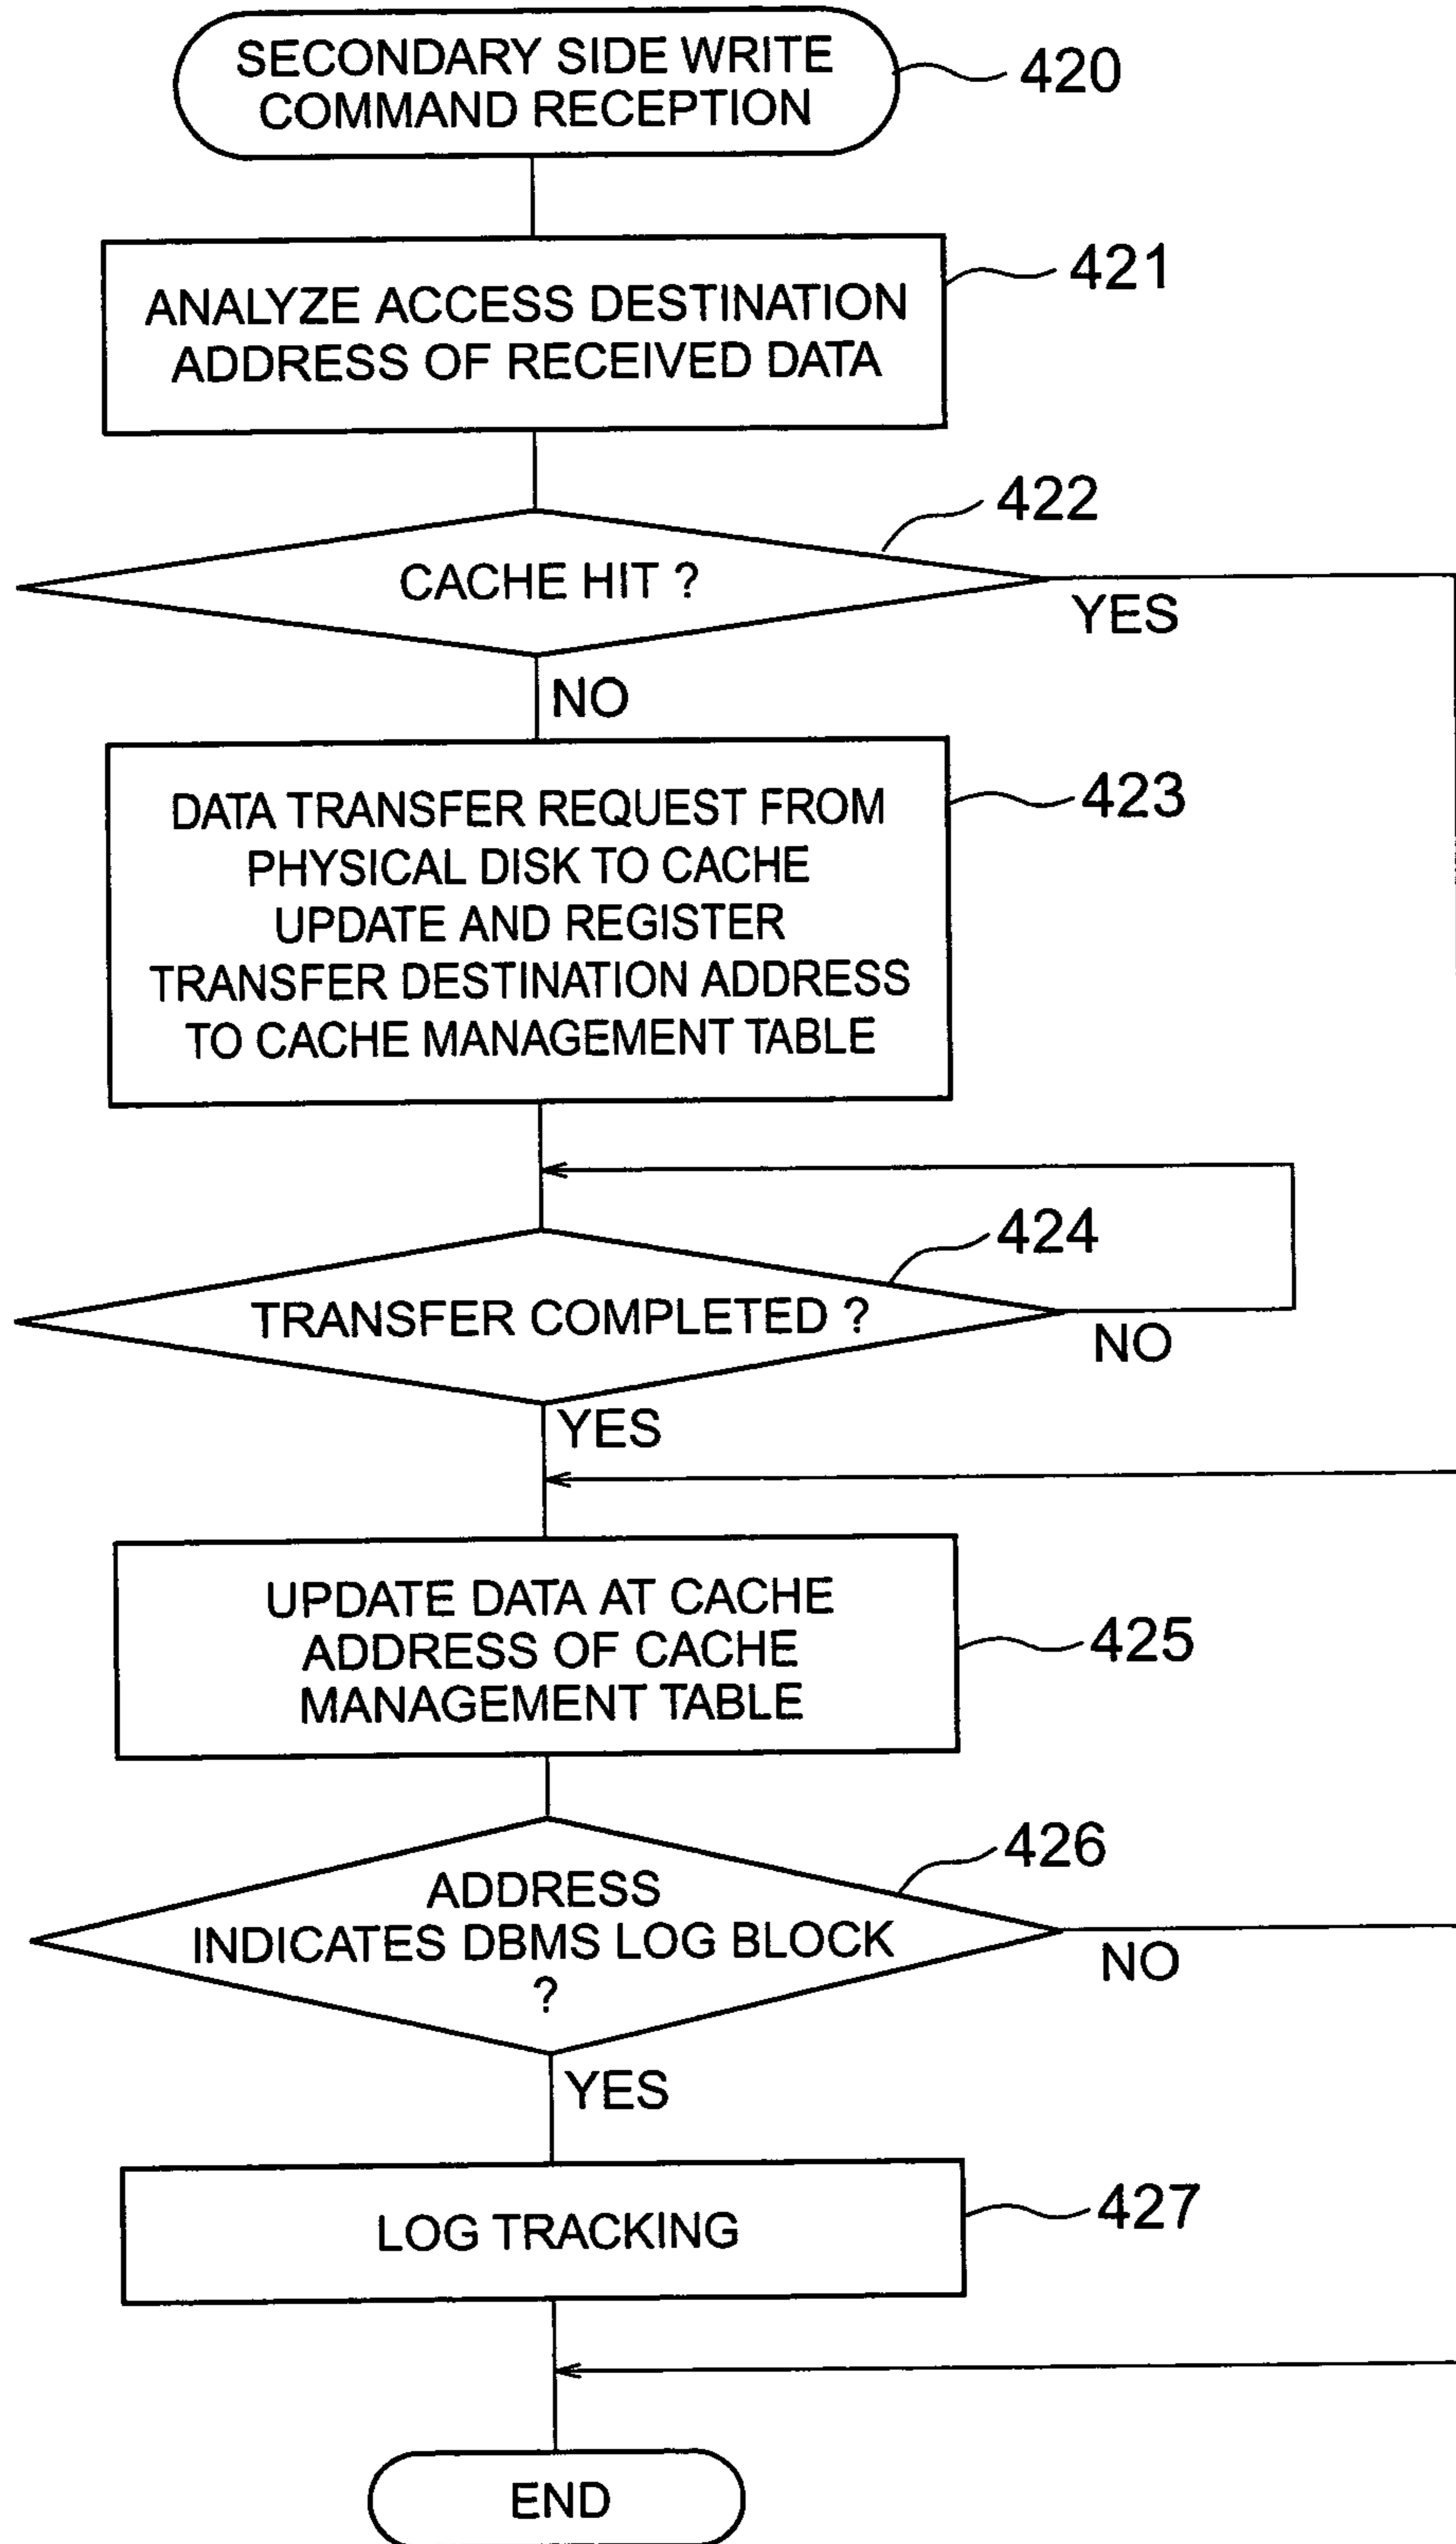 SECONDARY SIDE WRITE
COMMAND RECEPTION
420
ANALYZE ACCESS DESTINATION
ADDRESS OF RECEIVED DATA
421
CACHE HIT ?
422
YES
NO
DATA TRANSFER REQUEST FROM
PHYSICAL DISK TO CACHE
UPDATE AND REGISTER
TRANSFER DESTINATION ADDRESS
TO CACHE MANAGEMENT TABLE
423
TRANSFER COMPLETED ?
424
NO
YES
UPDATE DATA AT CACHE
ADDRESS OF CACHE
MANAGEMENT TABLE
425
ADDRESS
INDICATES DBMS LOG BLOCK
?
426
NO
YES
LOG TRACKING
427
END